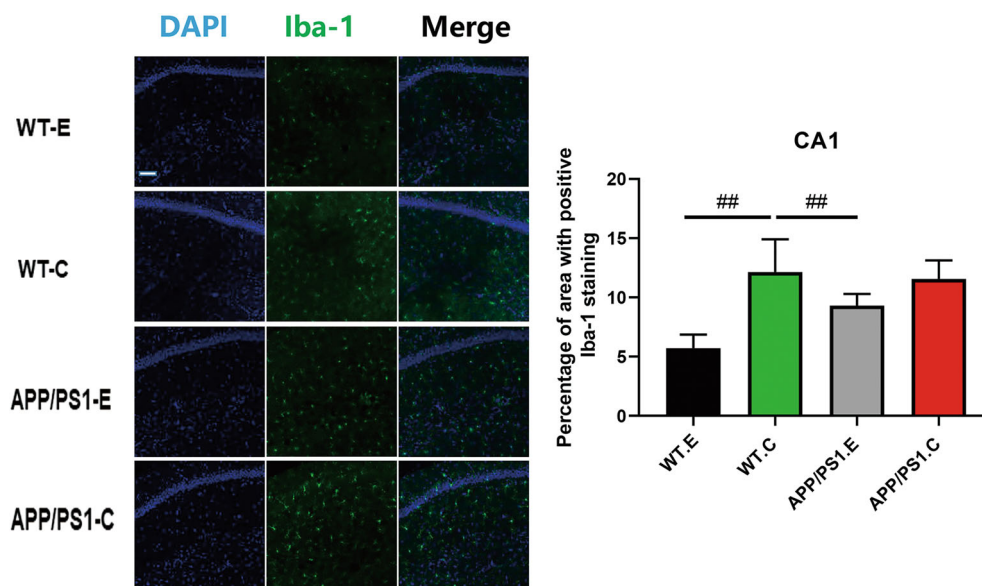 DAPI Iba-1 Merge
WT-E
WT-C
APP/PS1-E
APP/PS1-C
CA1
Percentage of area with positive
Iba-1 staining
20
15
10
5
0
## ##
WT.E WT.C APP/PS1.E APP/PS1.C